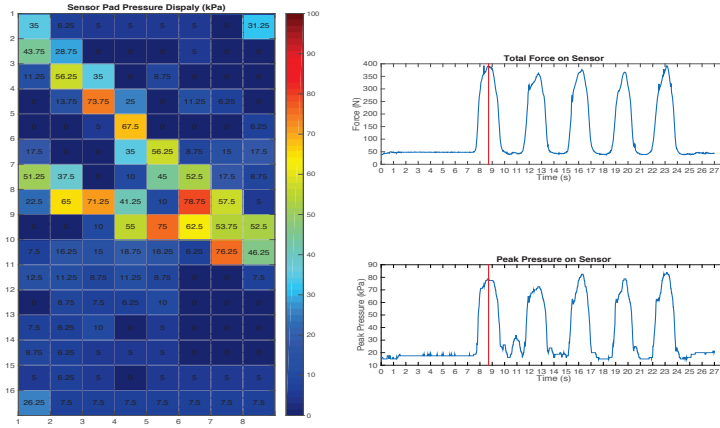 Sensor Pad Pressure Dispaly (kPa)
1 35 6.25 31.25
2 43.75 28.75
3 11.25 56.25 35 8.75
4 13.75 73.75 25 11.25 6.25
5 5 67.5 6.25
6 17.5 35 56.25 8.75 15 17.5
7 51.25 37.5 10 45 52.5 17.5 8.75
8 22.5 65 71.25 41.25 10 78.75 57.5
9 10 55 75 62.5 53.75 52.5
10 7.5 16.25 15 18.75 16.25 6.25 76.25 46.25
11 12.5 11.25 8.75 11.25 8.75 7.5
12 8.75 7.5 6.25 10
13 7.5 6.25 10 5 5
14 8.75 6.25 5 5
15 5 6.25 5 5 5 5
16 26.25 7.5 7.5 7.5 7.5 7.5 7.5 7.5
1 2 3 4 5 6 7 8
100
90
80
70
60
50
40
30
20
10
0
Total Force on Sensor
Force (N)
400
350
300
250
200
150
100
50
0
0 1 2 3 4 5 6 7 8 9 10 11 12 13 14 15 16 17 18 19 20 21 22 23 24 25 26 27
Time (s)
Peak Pressure on Sensor
Peak Pressure (kPa)
90
80
70
60
50
40
30
20
10
0 1 2 3 4 5 6 7 8 9 10 11 12 13 14 15 16 17 18 19 20 21 22 23 24 25 26 27
Time (s)